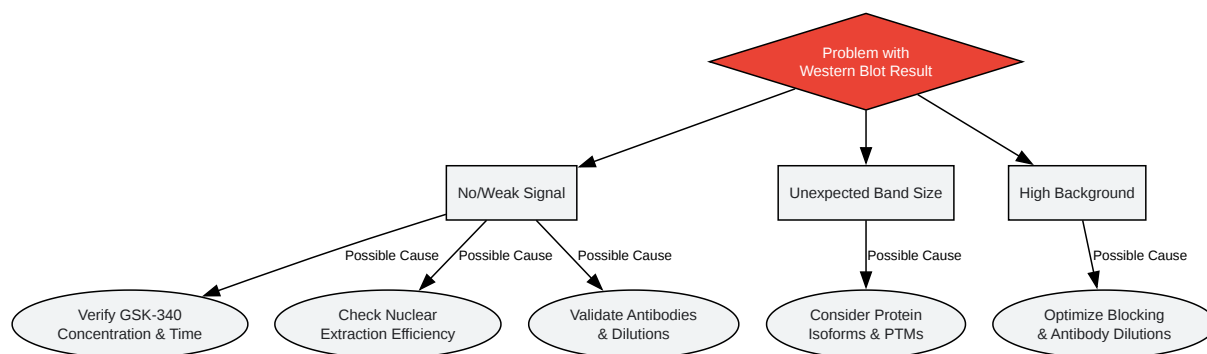 Problem with
Western Blot Result
No/Weak Signal
Unexpected Band Size
High Background
Possible Cause
Possible Cause
Possible Cause
Possible Cause
Possible Cause
Verify GSK-340
Concentration & Time
Check Nuclear
Extraction Efficiency
Validate Antibodies
& Dilutions
Consider Protein
Isoforms & PTMs
Optimize Blocking
& Antibody Dilutions